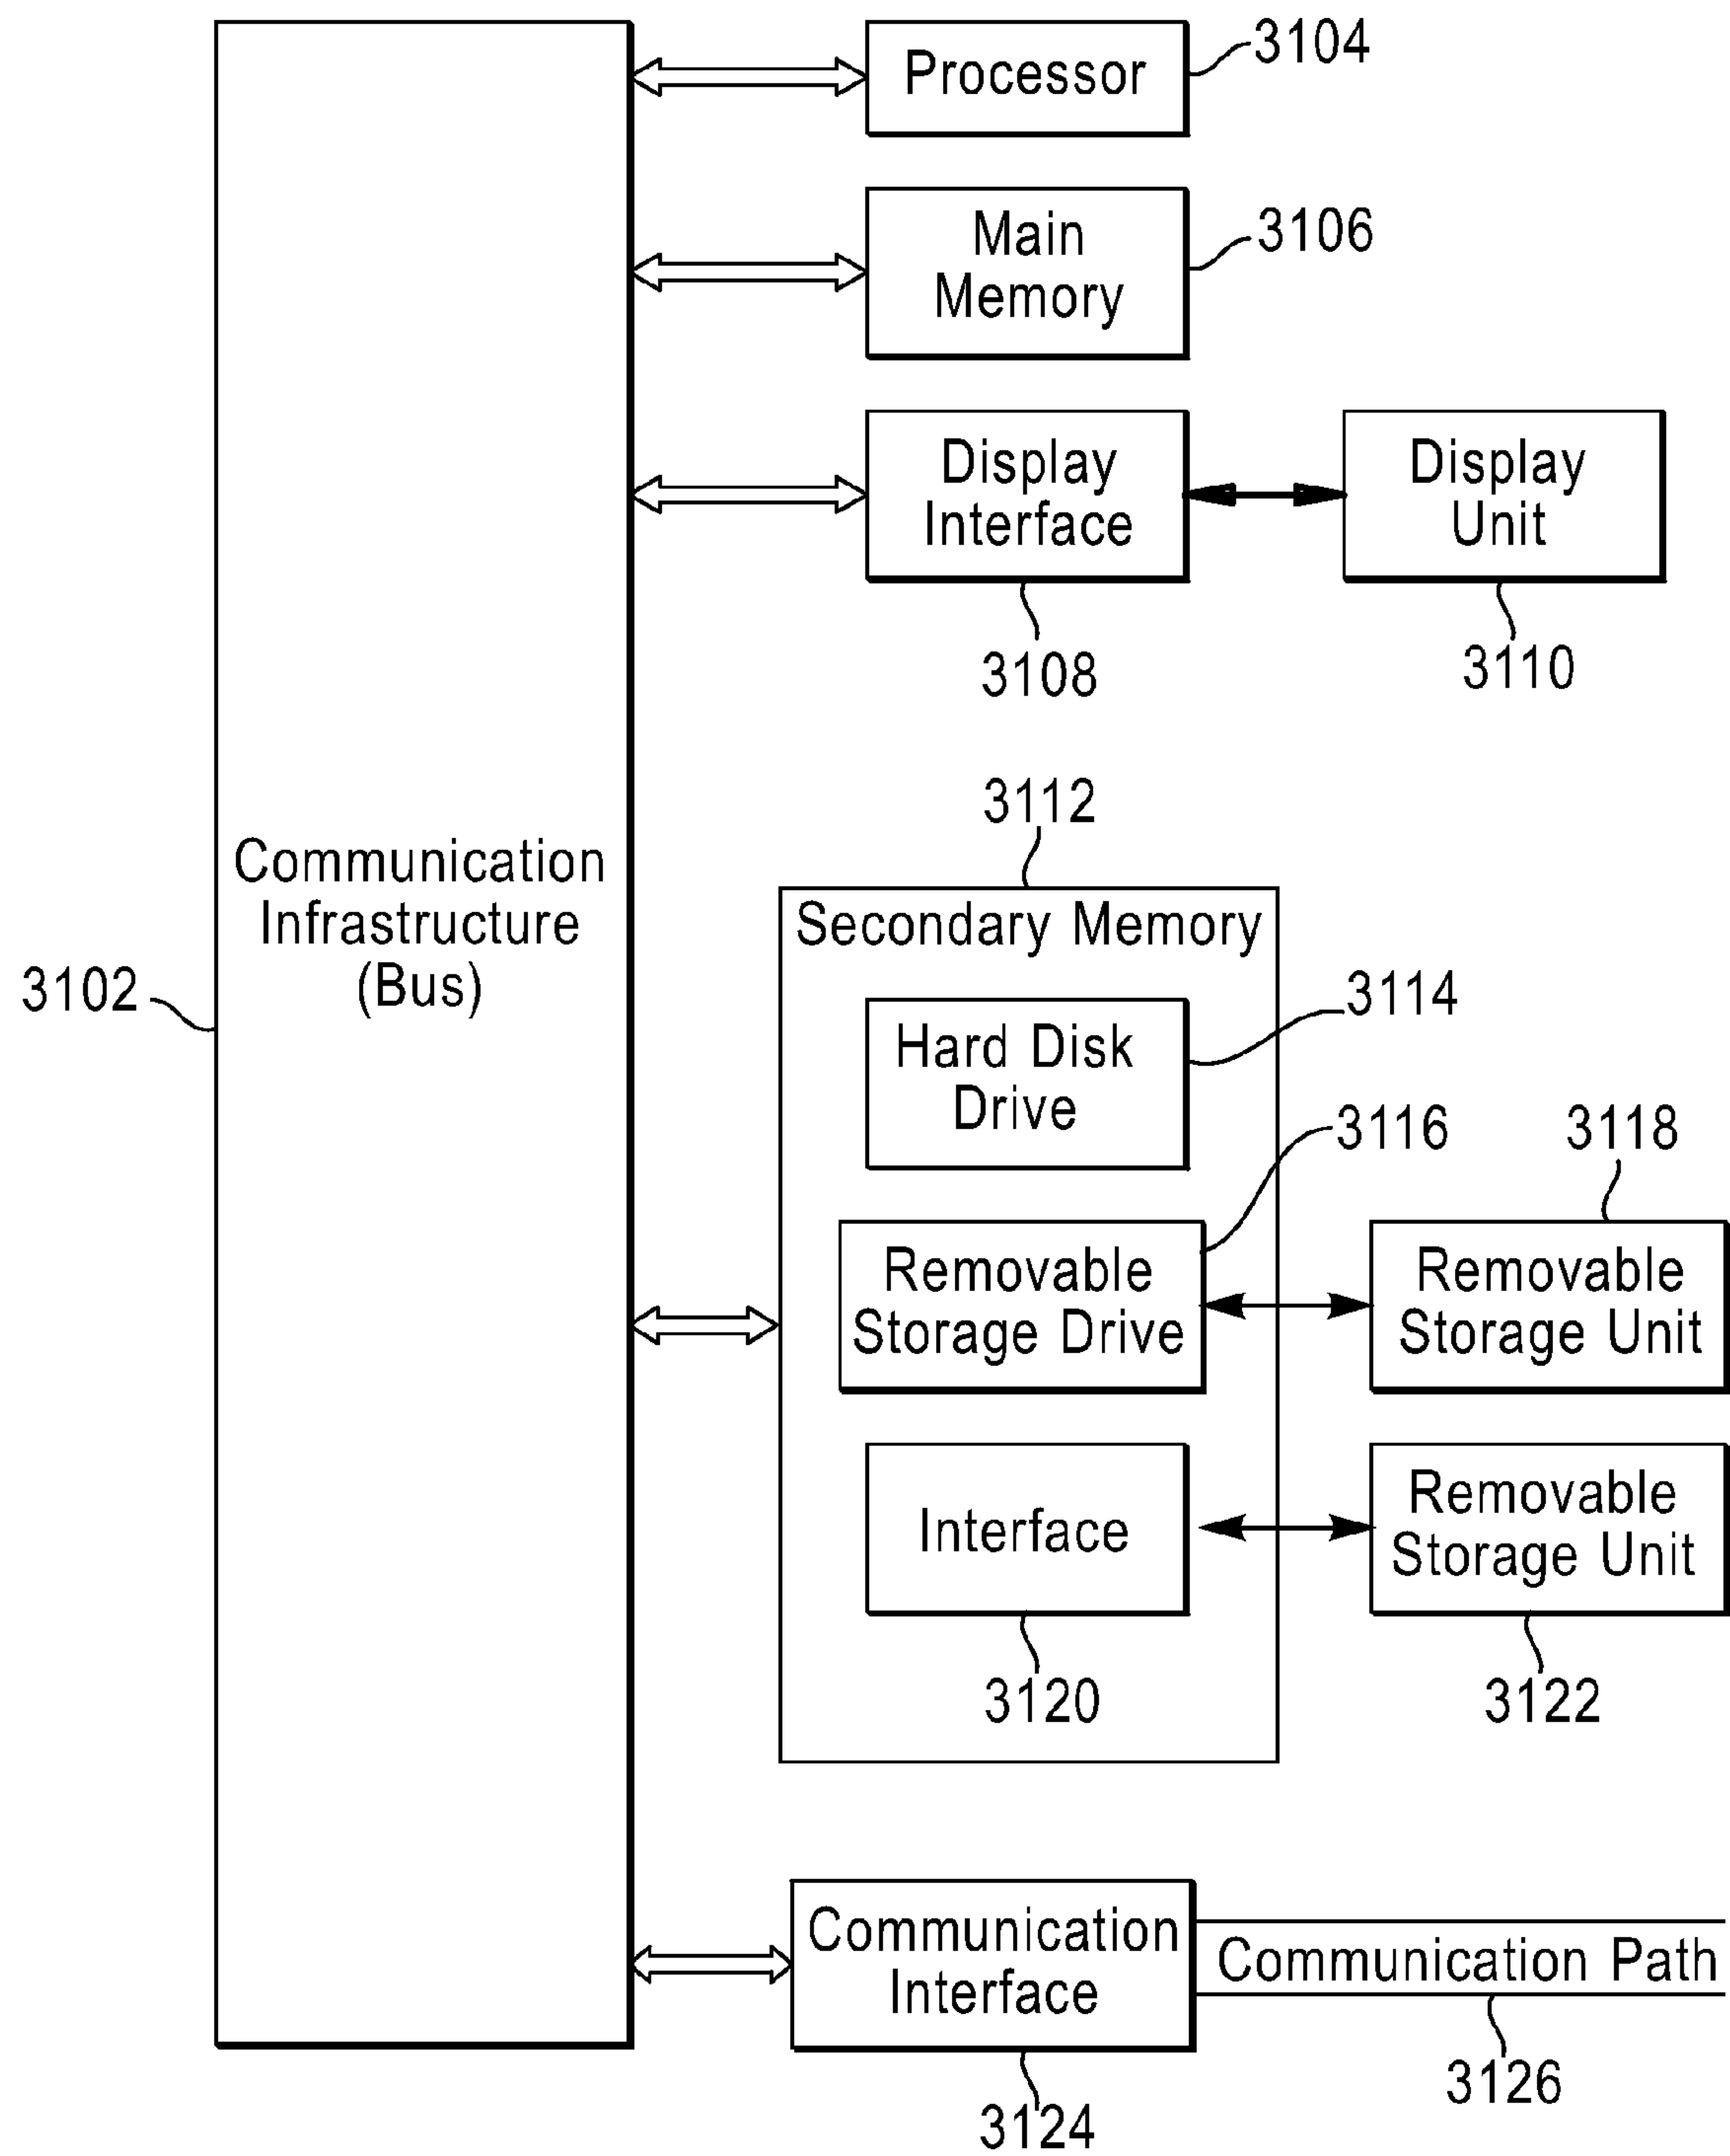 Processor
3104
Main
Memory
3106
Display
Interface
3108
Display
Unit
3110
Communication
Infrastructure
(Bus)
3102
3112
Secondary Memory
Hard Disk
Drive
3114
Removable
Storage Drive
3116
3118
Removable
Storage Unit
Interface
3120
Removable
Storage Unit
3122
Communication
Interface
3124
Communication Path
3126